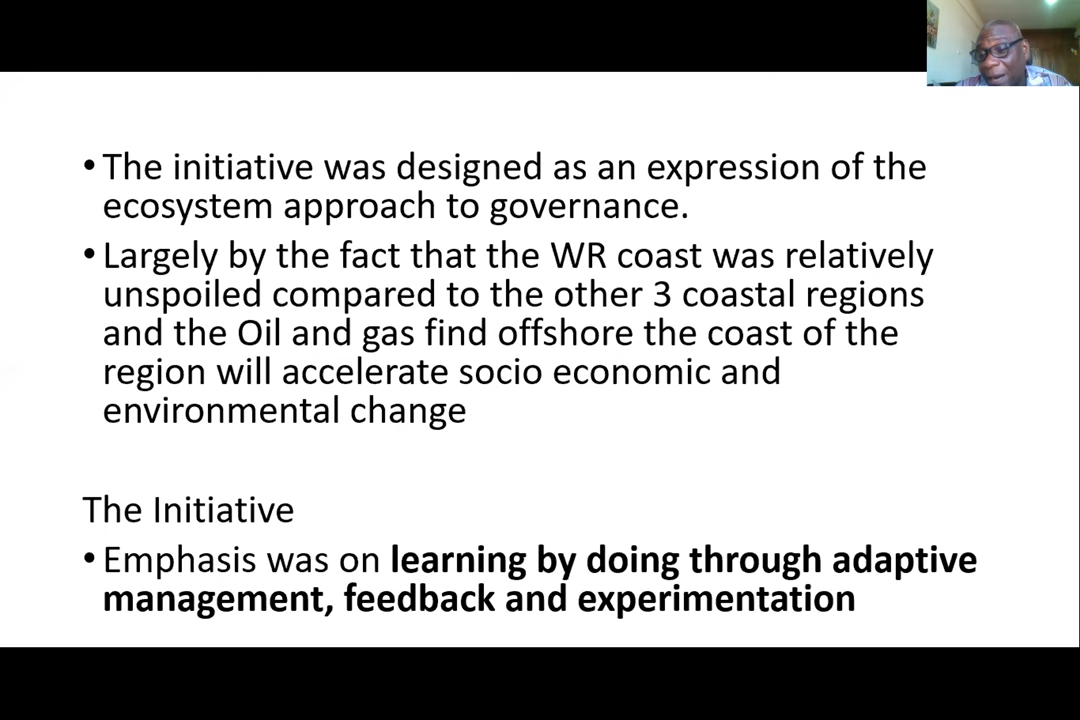 • The initiative was designed as an expression of the
ecosystem approach to governance.
• Largely by the fact that the WR coast was relatively
unspoiled compared to the other 3 coastal regions
and the Oil and gas find offshore the coast of the
region will accelerate socio economic and
environmental change
The Initiative
• Emphasis was on learning by doing through adaptive
management, feedback and experimentation